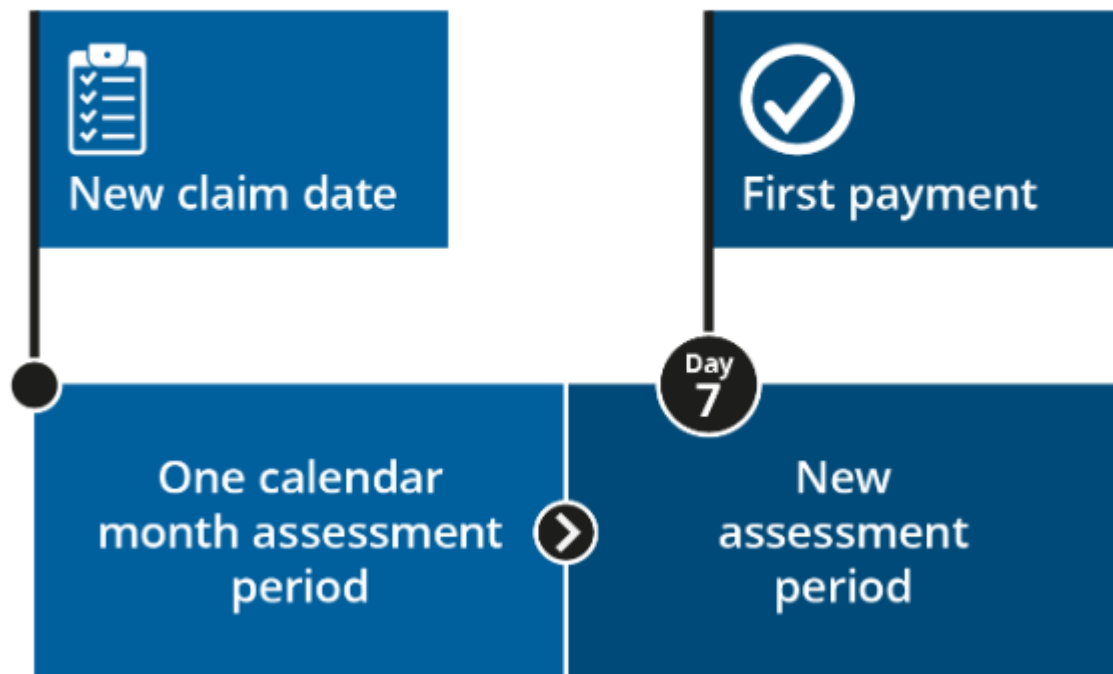 New claim date
First payment
Day
7
One calendar
month assessment
period
New
assessment
period